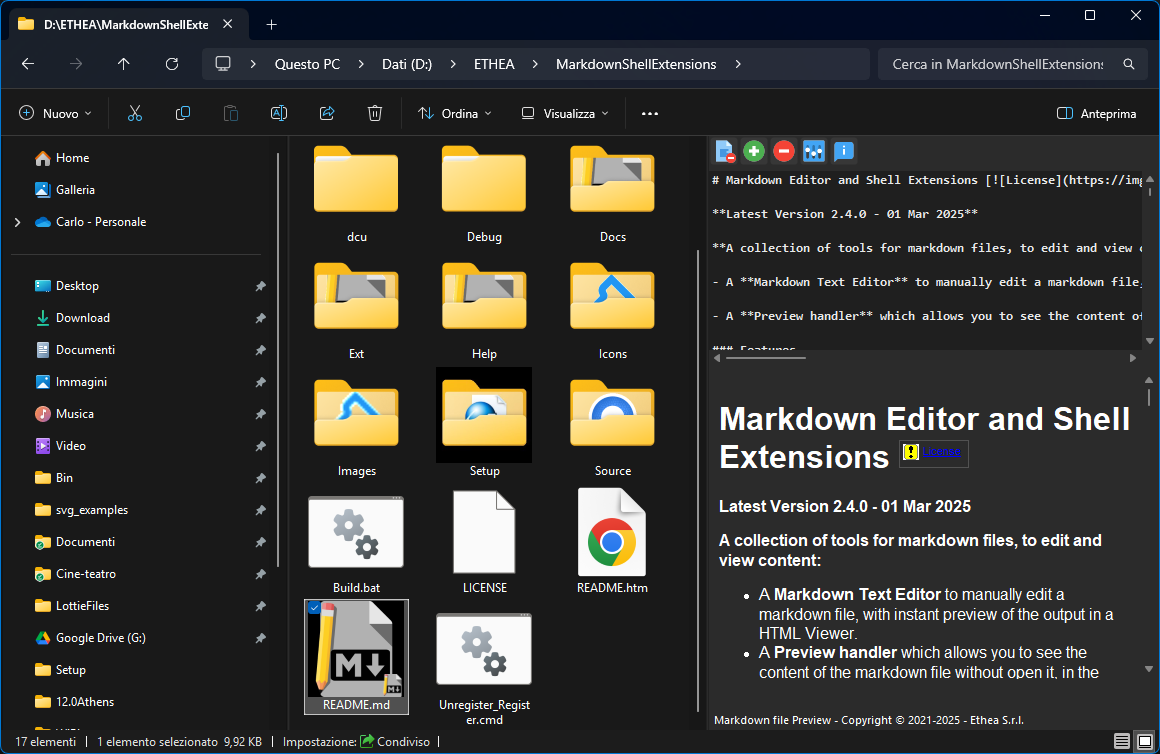 D:\ETHEA\MarkdownShellExte
Questo PC > Dati (D:) > ETHEA > MarkdownShellExtensions >
Cerca in MarkdownShellExtensions
Nuovo
Ordina
Visualizza
Anteprima
Home
Galleria
Carlo - Personale
Desktop
Download
Documenti
Immagini
Musica
Video
Bin
svg_examples
Documenti
Cine-teatro
LottieFiles
Google Drive (G:)
Setup
12.0Athens
dcu
Debug
Docs
Ext
Help
Icons
Images
Setup
Source
Build.bat
LICENSE
README.htm
README.md
Unregister_Regist
er.cmd
# Markdown Editor and Shell Extensions [![License](https://img
**Latest Version 2.4.0 - 01 Mar 2025**
**A collection of tools for markdown files, to edit and view c
- A **Markdown Text Editor** to manually edit a markdown file,
- A **Preview handler** which allows you to see the content of
### Features
Markdown Editor and Shell
Extensions License
Latest Version 2.4.0 - 01 Mar 2025
A collection of tools for markdown files, to edit and
view content:
• A Markdown Text Editor to manually edit a
markdown file, with instant preview of the output in a
HTML Viewer.
• A Preview handler which allows you to see the
content of the markdown file without open it, in the
Markdown file Preview - Copyright © 2021-2025 - Ethea S.r.l.
17 elementi | 1 elemento selezionato 9,92 KB | Impostazione: Condiviso |